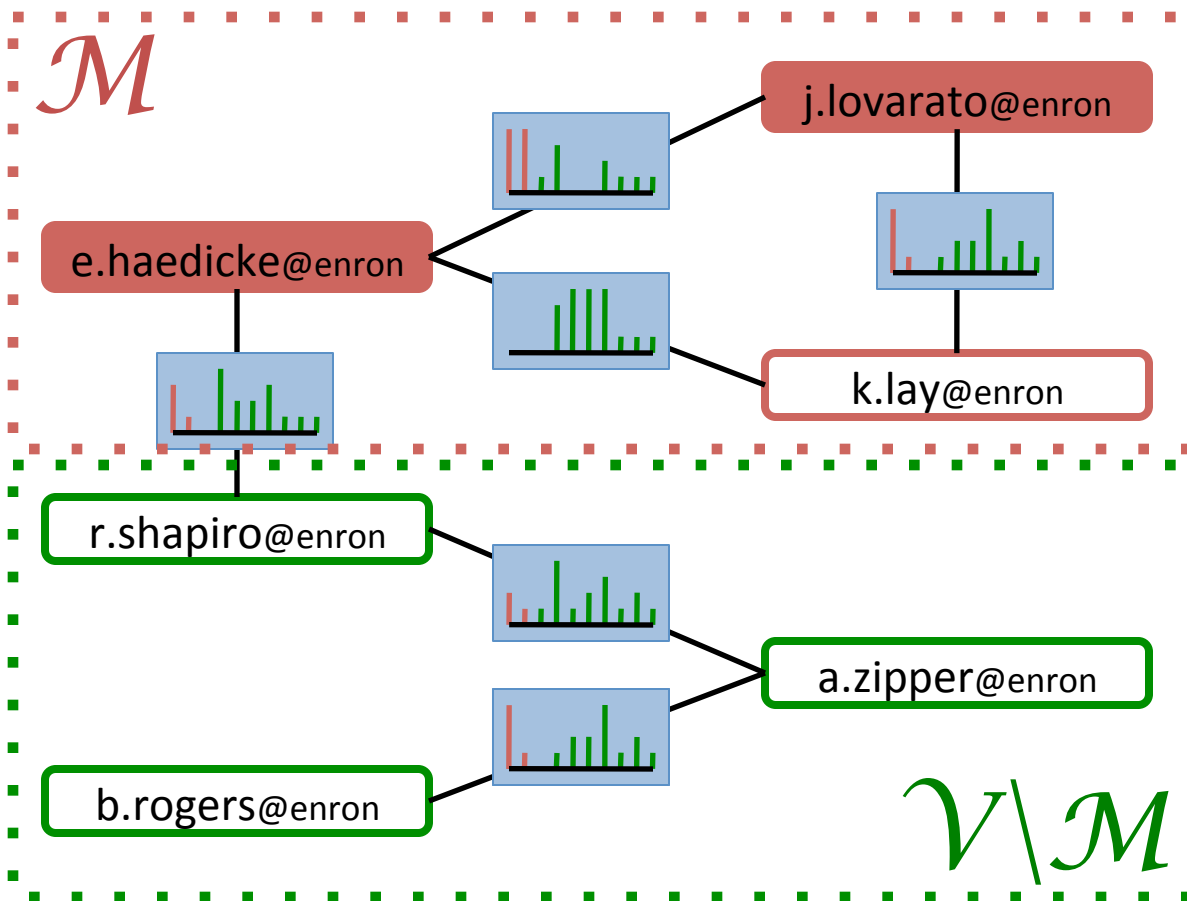 ℳ
j.lovarato@enron
e.haedicke@enron
k.lay@enron
r.shapiro@enron
a.zipper@enron
b.rogers@enron
𝒱\ℳ